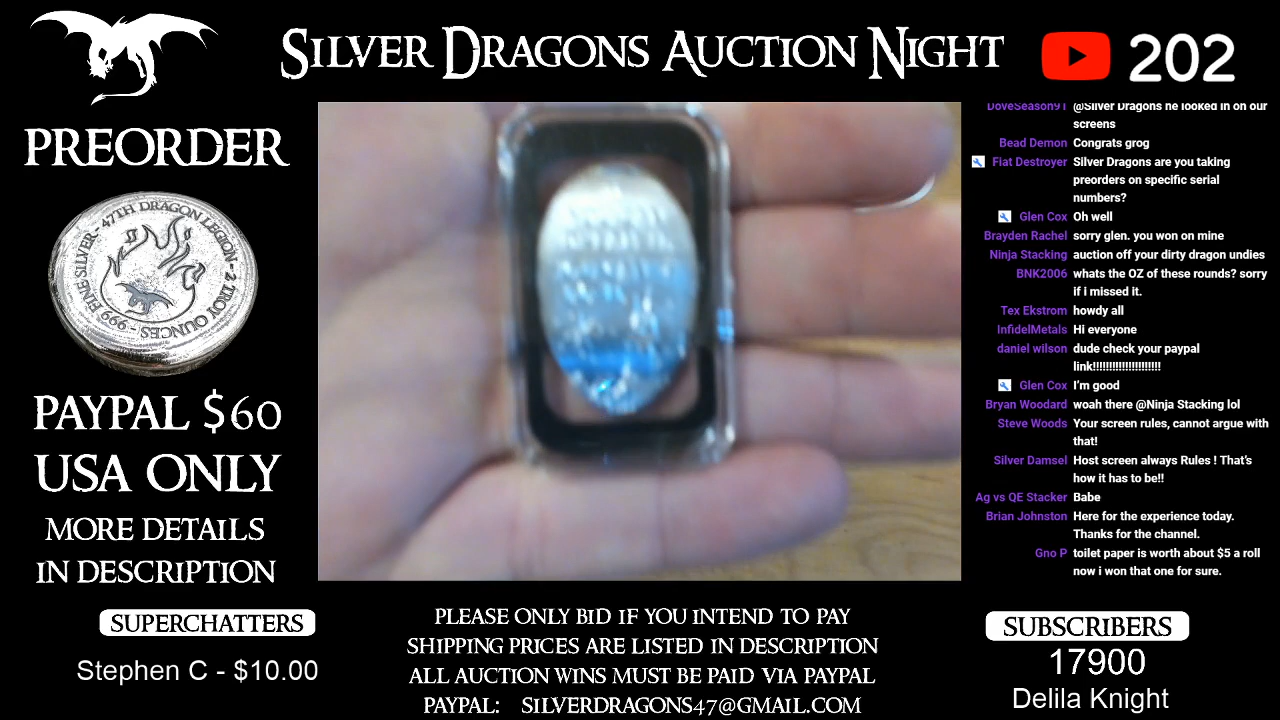 SILVER DRAGONS AUCTION NIGHT
202
PREORDER
47TH DRAGON LEGION - 2 TROY OUNCES - .999 FINE SILVER -
PAYPAL $60
USA ONLY
MORE DETAILS
IN DESCRIPTION
SUPERCHATTERS
Stephen C - $10.00
DoveSeason91 @Silver Dragons he looked in on our
screens
Bead Demon Congrats grog
Fiat Destroyer Silver Dragons are you taking
preorders on specific serial
numbers?
Glen Cox Oh well
Brayden Rachel sorry glen. you won on mine
Ninja Stacking auction off your dirty dragon undies
BNK2006 whats the OZ of these rounds? sorry
if i missed it.
Tex Ekstrom howdy all
InfidelMetals Hi everyone
daniel wilson dude check your paypal
link!!!!!!!!!!!!!!!!!!!!!
Glen Cox I'm good
Bryan Woodard woah there @Ninja Stacking lol
Steve Woods Your screen rules, cannot argue with
that!
Silver Damsel Host screen always Rules ! That's
how it has to be!!
Ag vs QE Stacker Babe
Brian Johnston Here for the experience today.
Thanks for the channel.
Gno P toilet paper is worth about $5 a roll
now i won that one for sure.
PLEASE ONLY BID IF YOU INTEND TO PAY
SHIPPING PRICES ARE LISTED IN DESCRIPTION
ALL AUCTION WINS MUST BE PAID VIA PAYPAL
PAYPAL: SILVERDRAGONS47@GMAIL.COM
SUBSCRIBERS
17900
Delila Knight